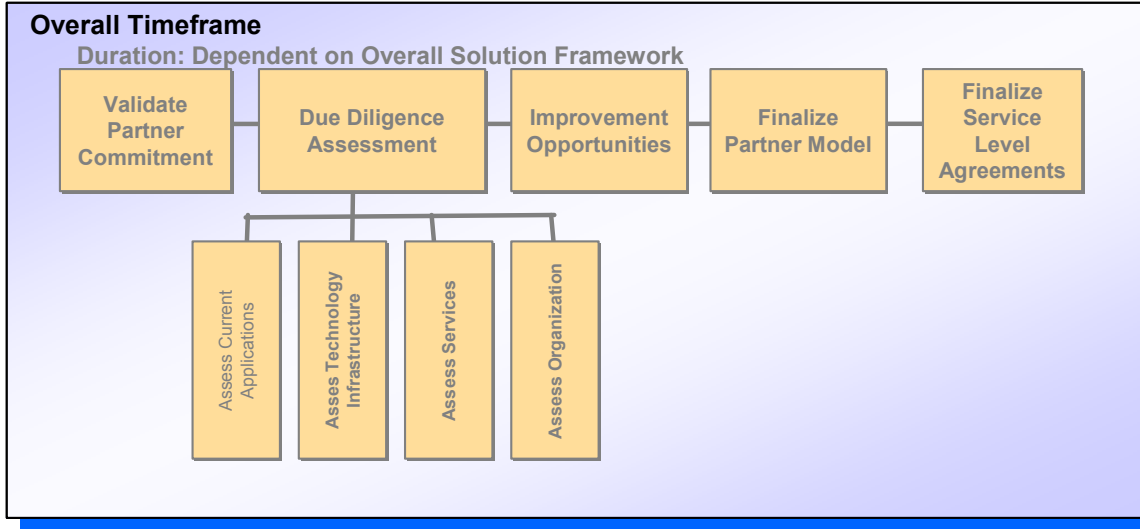 Overall Timeframe
Duration: Dependent on Overall Solution Framework
Validate
Partner
Commitment
Due Diligence
Assessment
Improvement
Opportunities
Finalize
Partner Model
Finalize
Service
Level
Agreements
Assess Current
Applications
Asses Technology
Infrastructure
Assess Services
Assess Organization